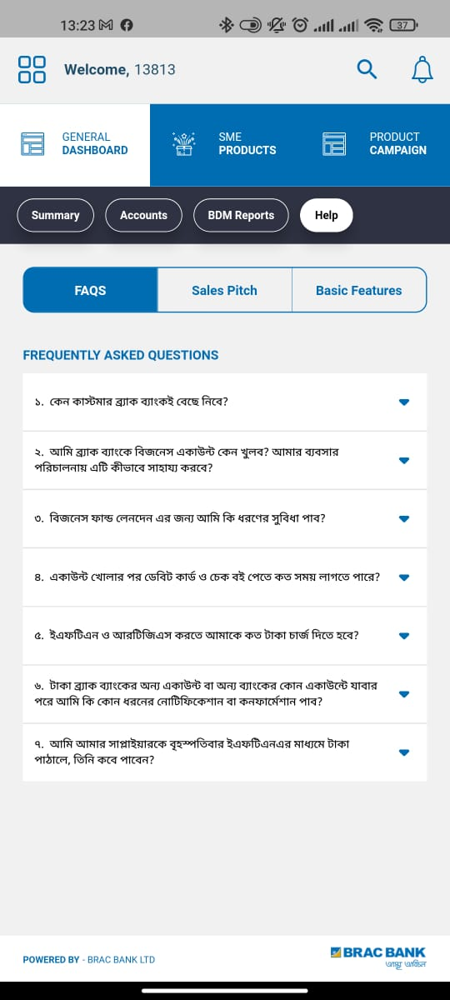 13:23
37
Welcome, 13813
GENERAL
DASHBOARD
SME
PRODUCTS
PRODUCT
CAMPAIGN
Summary
Accounts
BDM Reports
Help
FAQS
Sales Pitch
Basic Features
FREQUENTLY ASKED QUESTIONS
১. কেন কাস্টমার ব্র্যাক ব্যাংকই বেছে নিবে?
২. আমি ব্র্যাক ব্যাংকে বিজনেস একাউন্ট কেন খুলব? আমার ব্যবসার
পরিচালনায় এটি কীভাবে সাহায্য করবে?
৩. বিজনেস ফান্ড লেনদেন এর জন্য আমি কি ধরণের সুবিধা পাব?
৪. একাউন্ট খোলার পর ডেবিট কার্ড ও চেক বই পেতে কত সময় লাগতে পারে?
৫. ইএফটিএন ও আরটিজিএস করতে আমাকে কত টাকা চার্জ দিতে হবে?
৬. টাকা ব্র্যাক ব্যাংকের অন্য একাউন্ট বা অন্য ব্যাংকের কোন একাউন্টে যাবার
পরে আমি কি কোন ধরনের নোটিফিকেশান বা কনফার্মেশান পাব?
৭. আমি আমার সাপ্লাইয়ারকে বৃহস্পতিবার ইএফটিএনএর মাধ্যমে টাকা
পাঠালে, তিনি কবে পাবেন?
POWERED BY - BRAC BANK LTD
BRAC BANK
আস্থা অবিচল